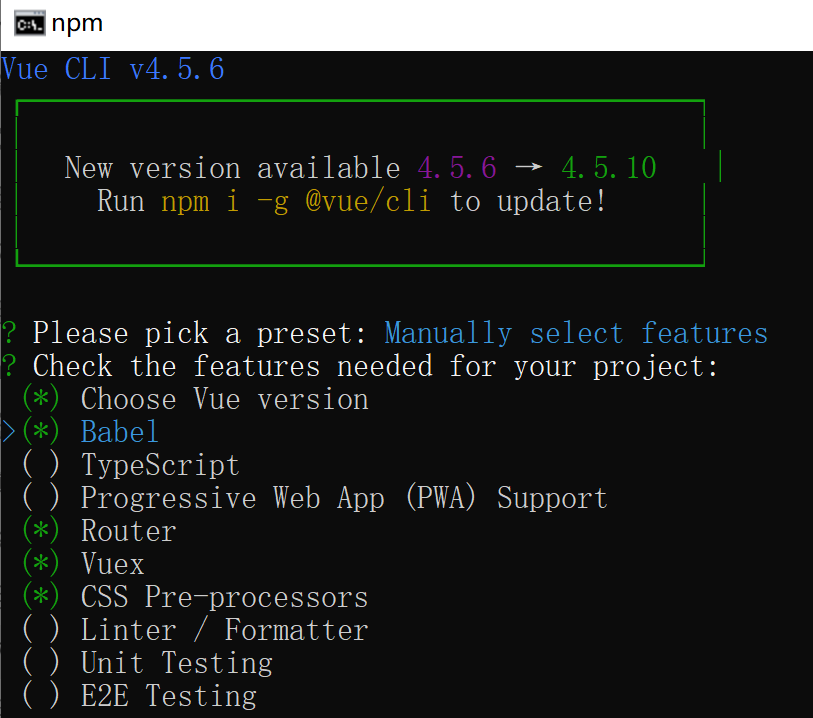 npm
Vue CLI v4.5.6
New version available 4.5.6 → 4.5.10
Run npm i -g @vue/cli to update!
? Please pick a preset: Manually select features
? Check the features needed for your project:
(*) Choose Vue version
>(*) Babel
( ) TypeScript
( ) Progressive Web App (PWA) Support
(*) Router
(*) Vuex
(*) CSS Pre-processors
( ) Linter / Formatter
( ) Unit Testing
( ) E2E Testing